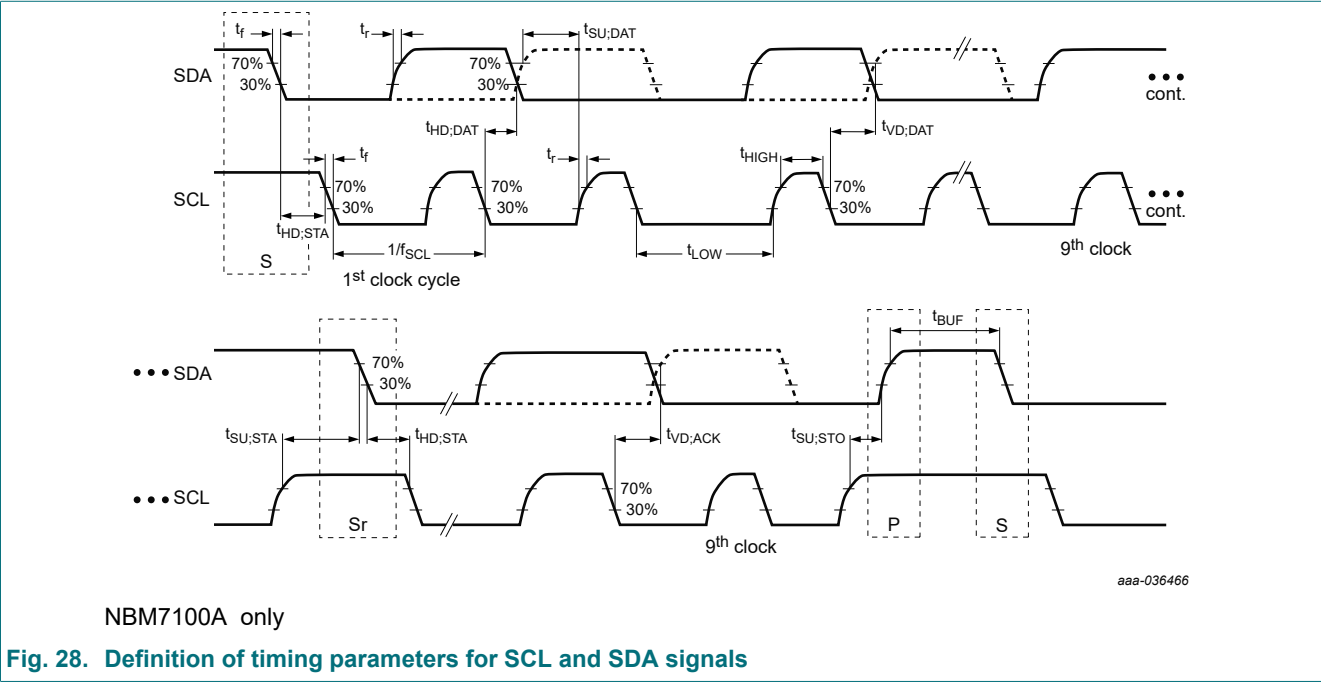 tf
tr
tSU;DAT
SDA
70%
30%
70%
30%
•••
cont.
tHD;DAT
tVD;DAT
tf
tr
tHIGH
SCL
70%
30%
70%
30%
70%
30%
•••
cont.
tHD;STA
S
1/fSCL
tLOW
9th clock
1st clock cycle
tBUF
••• SDA
70%
30%
tSU;STA
tHD;STA
tVD;ACK
tSU;STO
••• SCL
70%
30%
Sr
P
S
9th clock
aaa-036466
NBM7100A only
Fig. 28. Definition of timing parameters for SCL and SDA signals